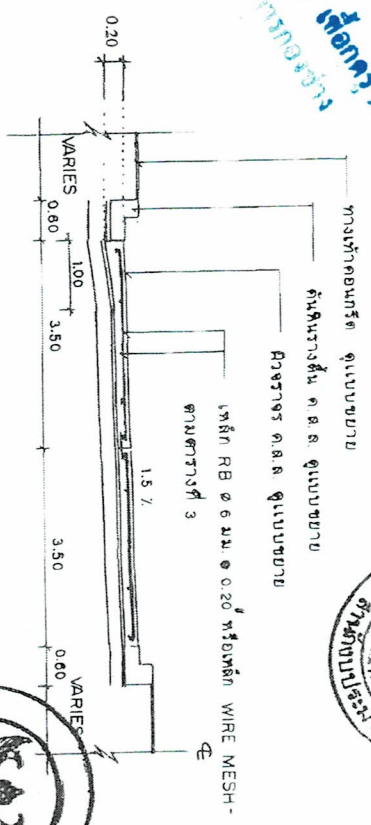 ทางเท้าคอนกรีต ดูแบบขยาย
คันหินรางตื้น ค.ส.ล. ดูแบบขยาย
ผิวจราจร ค.ส.ล. ดูแบบขยาย
เหล็ก RB ø 6 มม. @ 0.20 หรือเหล็ก WIRE MESH-
ตามตารางที่ 3
1.5 %
0.20
VARIES
0.60
1.00
3.50
3.50
0.60
VARIES